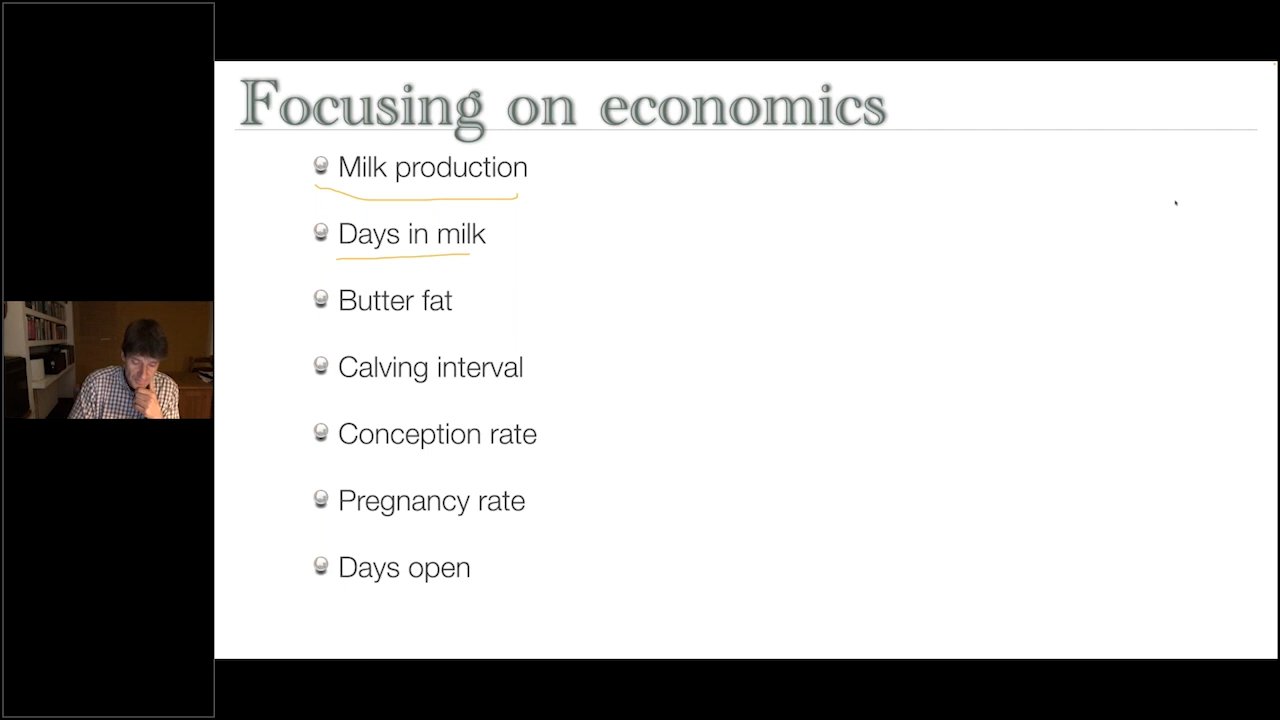 Focusing on economics
Milk production
Days in milk
Butter fat
Calving interval
Conception rate
Pregnancy rate
Days open